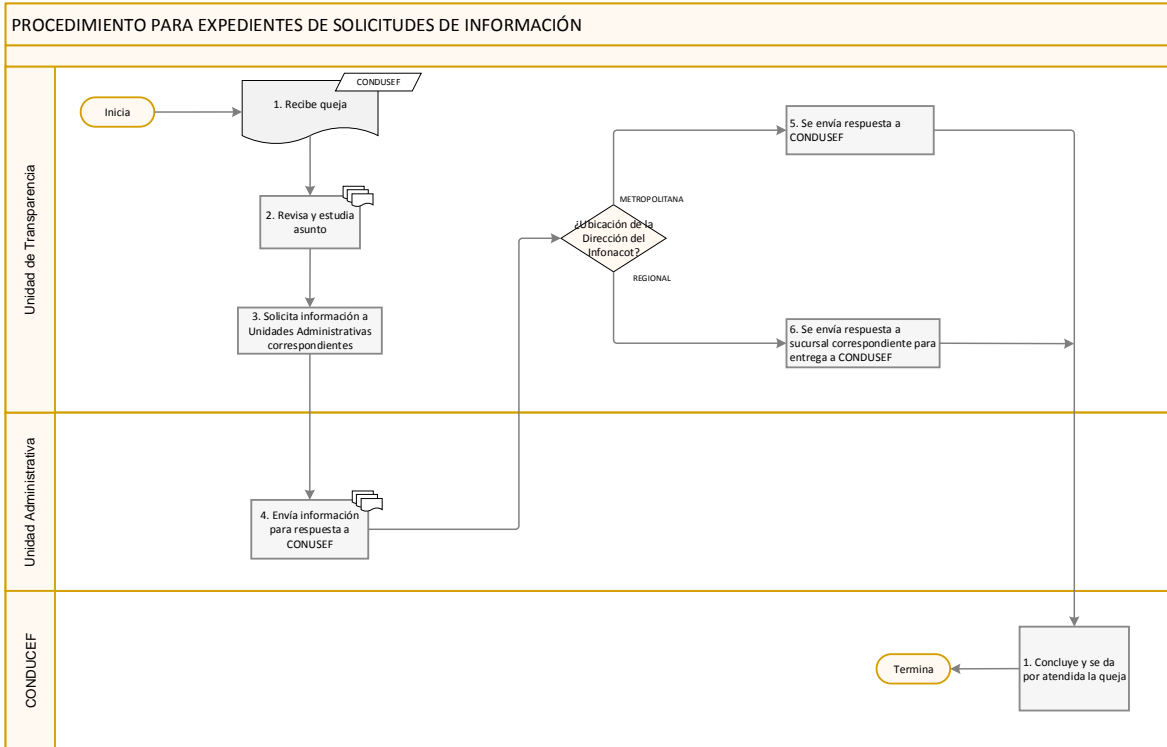 PROCEDIMIENTO PARA EXPEDIENTES DE SOLICITUDES DE INFORMACIÓN
Unidad de Transparencia
Inicia
CONDUSEF
1. Recibe queja
2. Revisa y estudia
asunto
3. Solicita información a
Unidades Administrativas
correspondientes
METROPOLITANA
¿Ubicación de la
Dirección del
Infonacot?
REGIONAL
5. Se envía respuesta a
CONDUSEF
6. Se envía respuesta a
sucursal correspondiente para
entrega a CONDUSEF
Unidad Administrativa
4. Envía información
para respuesta a
CONUSEF
CONDUCEF
1. Concluye y se da
por atendida la queja
Termina